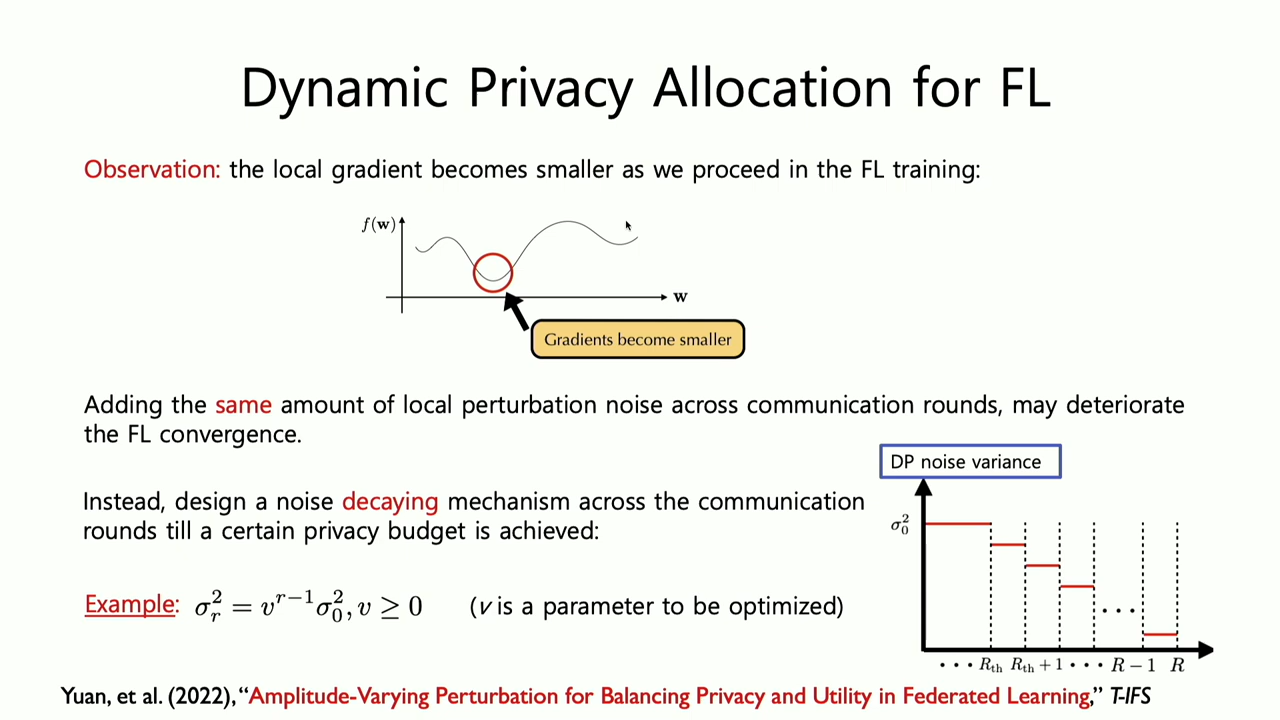 Dynamic Privacy Allocation for FL
Observation: the local gradient becomes smaller as we proceed in the FL training:
f(w)
w
Gradients become smaller
Adding the same amount of local perturbation noise across communication rounds, may deteriorate
the FL convergence.
DP noise variance
Instead, design a noise decaying mechanism across the communication
rounds till a certain privacy budget is achieved:
σ₀²
Example: σᵣ² = vʳ⁻¹σ₀², v ≥ 0 (v is a parameter to be optimized)
· · ·
· · · R_th R_th + 1 · · · R − 1 R
Yuan, et al. (2022), “Amplitude-Varying Perturbation for Balancing Privacy and Utility in Federated Learning,” T-IFS